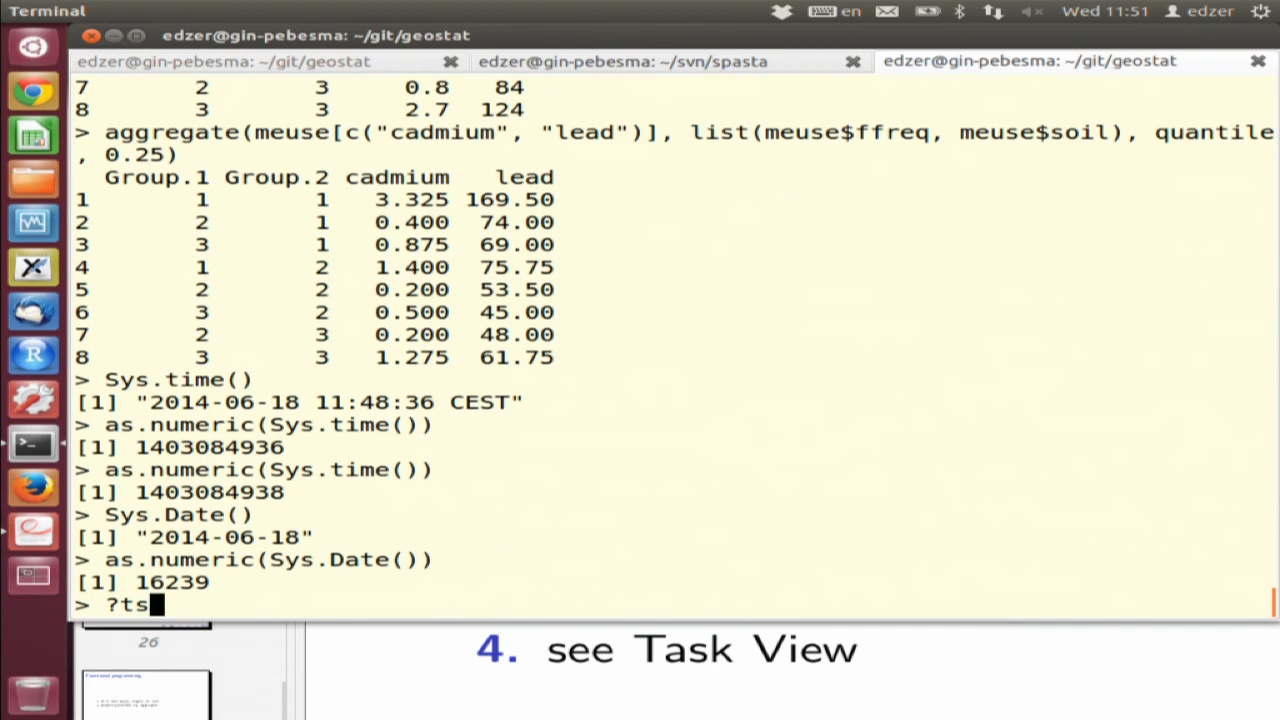 Terminal en Wed 11:51 edzer
edzer@gin-pebesma: ~/git/geostat
edzer@gin-pebesma: ~/git/geostat edzer@gin-pebesma: ~/svn/spasta edzer@gin-pebesma: ~/git/geostat
7 2 3 0.8 84
8 3 3 2.7 124
> aggregate(meuse[c("cadmium", "lead")], list(meuse$ffreq, meuse$soil), quantile
, 0.25)
Group.1 Group.2 cadmium lead
1 1 1 3.325 169.50
2 2 1 0.400 74.00
3 3 1 0.875 69.00
4 1 2 1.400 75.75
5 2 2 0.200 53.50
6 3 2 0.500 45.00
7 2 3 0.200 48.00
8 3 3 1.275 61.75
> Sys.time()
[1] "2014-06-18 11:48:36 CEST"
> as.numeric(Sys.time())
[1] 1403084936
> as.numeric(Sys.time())
[1] 1403084938
> Sys.Date()
[1] "2014-06-18"
> as.numeric(Sys.Date())
[1] 16239
> ?ts
26
4. see Task View
Functional programming